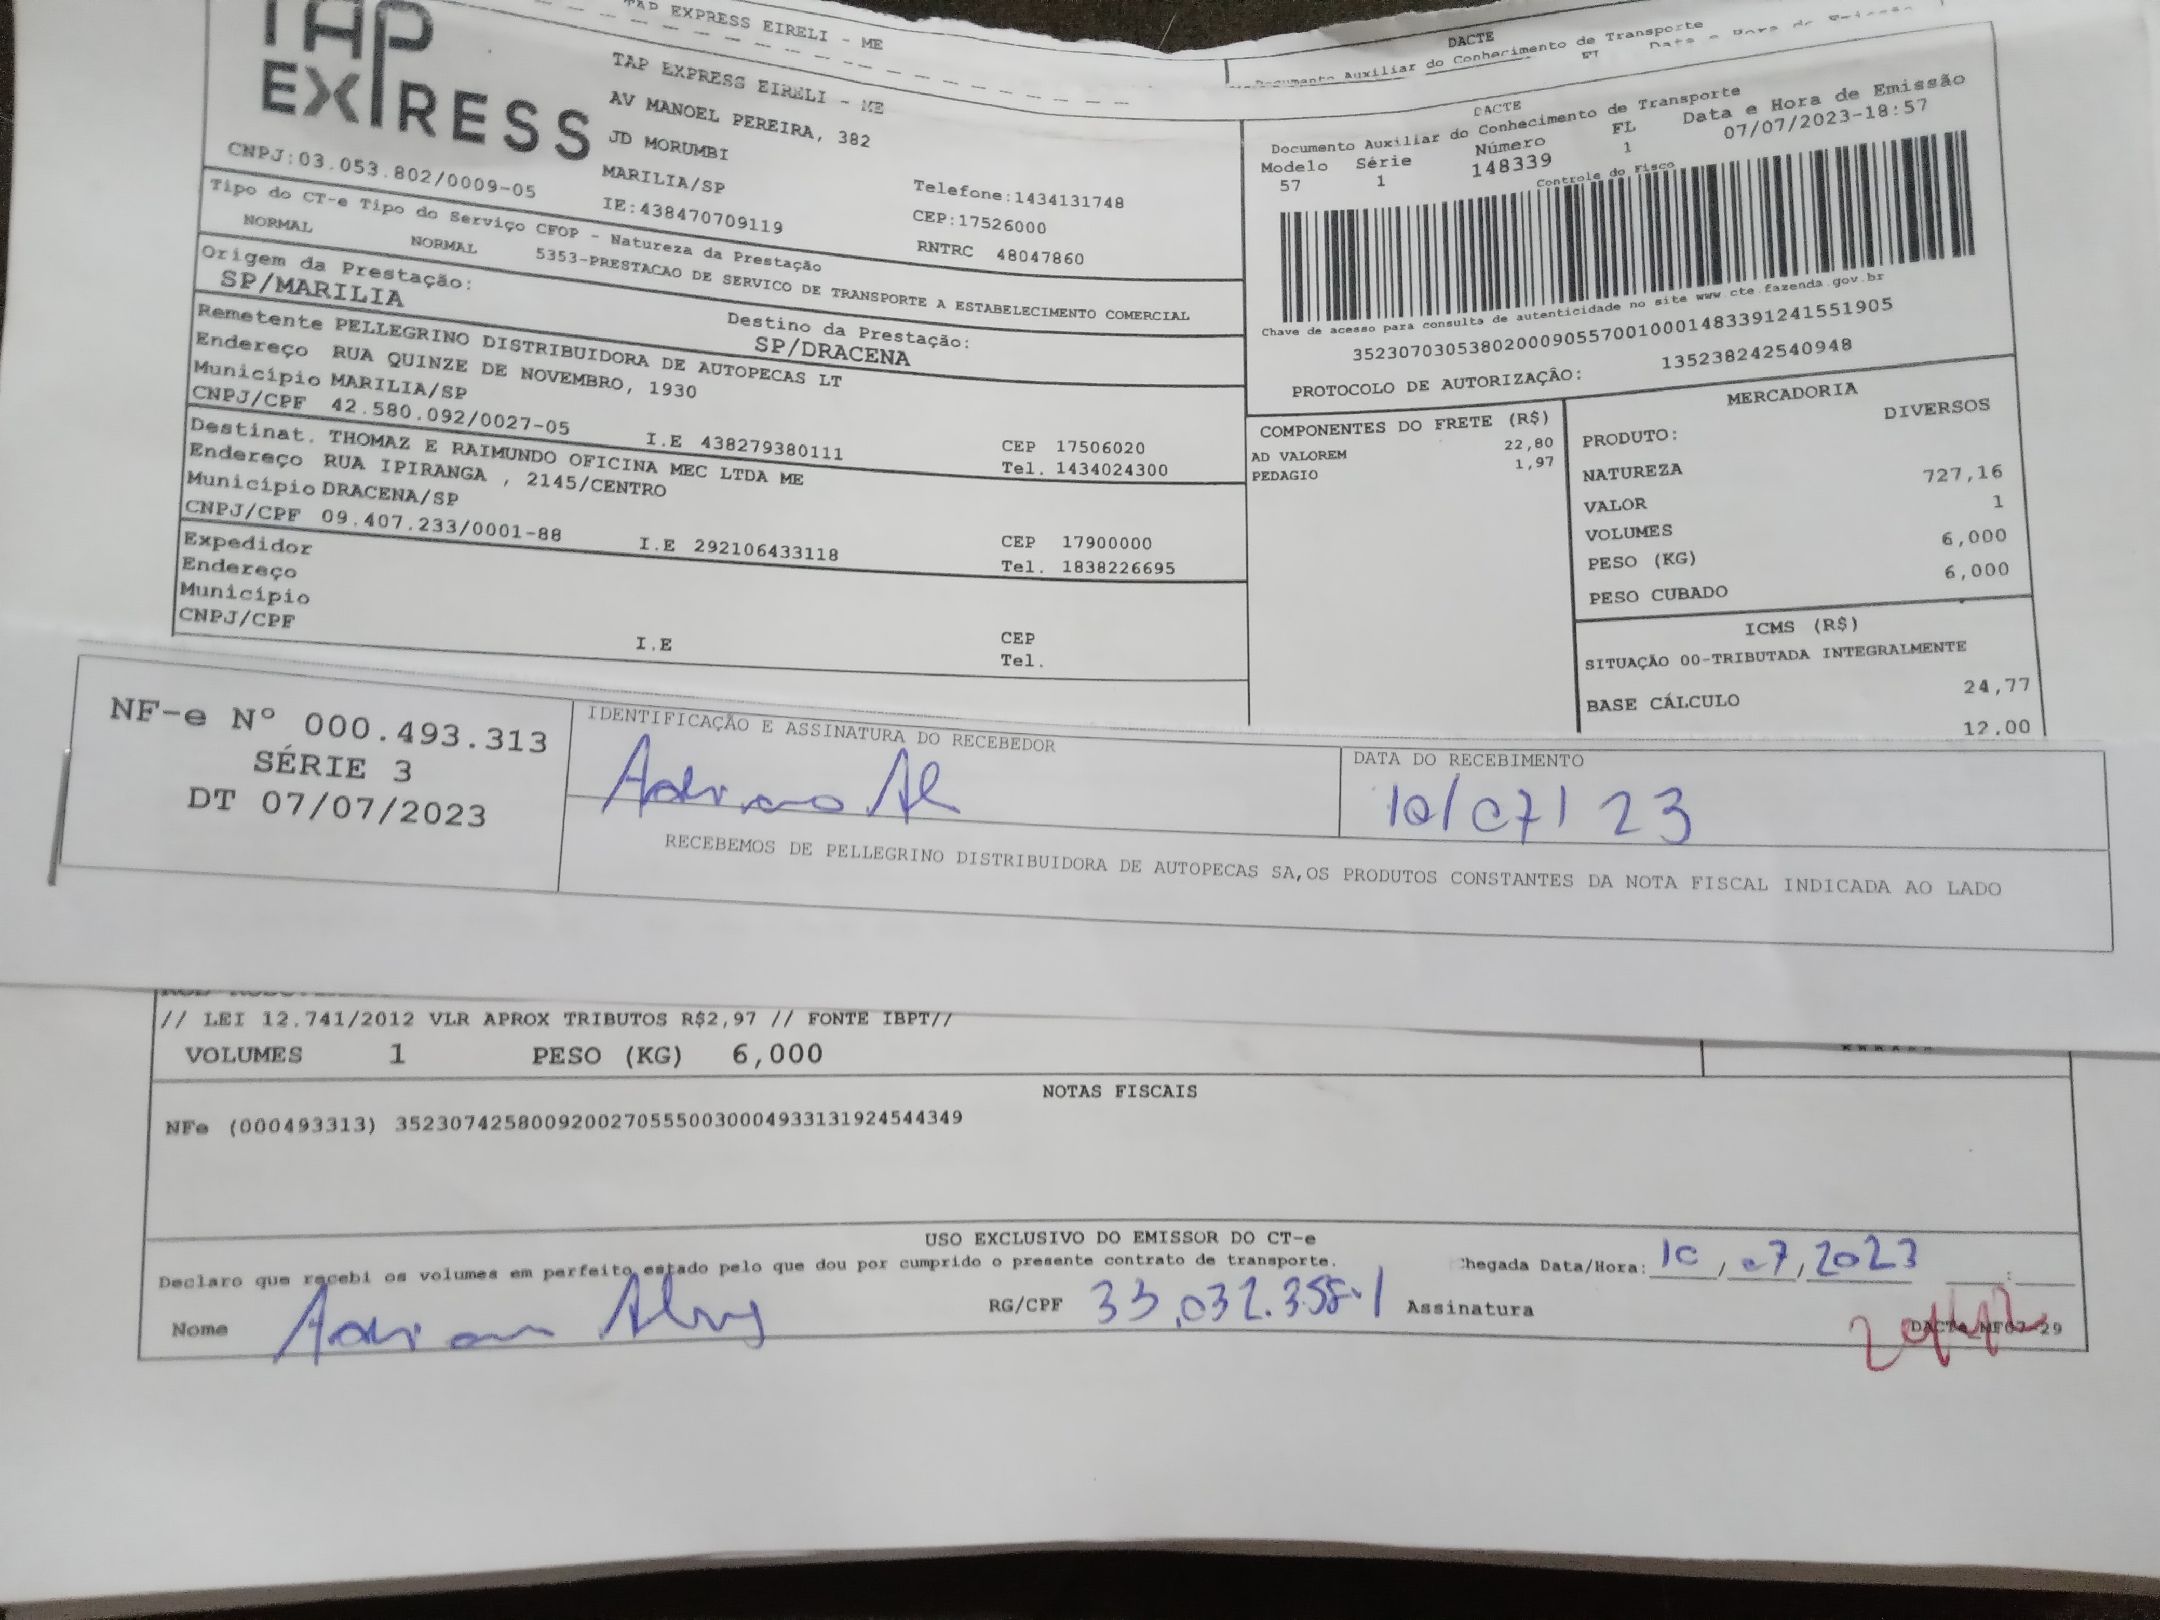 TAP EXPRESS EIRELI - ME
DACTE
Documento Auxiliar do Conhecimento de Transporte
TAP
EXPRESS
CNPJ:03.053.802/0009-05
TAP EXPRESS EIRELI - ME
AV MANOEL PEREIRA, 382
JD MORUMBI
MARILIA/SP
IE:438470709119
Telefone:1434131748
CEP:17526000
RNTRC 48047860
DACTE
Documento Auxiliar do Conhecimento de Transporte
Modelo Série Número FL Data e Hora de Emissão
57 1 148339 1 07/07/2023-18:57
Controle do Fisco
Chave de acesso para consulta de autenticidade no site www.cte.fazenda.gov.br
35230703053802000905570010001483391241551905
PROTOCOLO DE AUTORIZAÇÃO: 135238242540948
Tipo do CT-e Tipo do Serviço CFOP - Natureza da Prestação
NORMAL NORMAL 5353-PRESTACAO DE SERVICO DE TRANSPORTE A ESTABELECIMENTO COMERCIAL
Origem da Prestação: Destino da Prestação:
SP/MARILIA SP/DRACENA
Remetente PELLEGRINO DISTRIBUIDORA DE AUTOPECAS LT
Endereço RUA QUINZE DE NOVEMBRO, 1930
Município MARILIA/SP CEP 17506020
CNPJ/CPF 42.580.092/0027-05 I.E 438279380111 Tel. 1434024300
Destinat. THOMAZ E RAIMUNDO OFICINA MEC LTDA ME
Endereço RUA IPIRANGA , 2145/CENTRO
Município DRACENA/SP CEP 17900000
CNPJ/CPF 09.407.233/0001-88 I.E 292106433118 Tel. 1838226695
Expedidor
Endereço
Município CEP
CNPJ/CPF I.E Tel.
COMPONENTES DO FRETE (R$)
AD VALOREM 22,80
PEDAGIO 1,97
MERCADORIA
PRODUTO: DIVERSOS
NATUREZA
VALOR 727,16
VOLUMES 1
PESO (KG) 6,000
PESO CUBADO 6,000
ICMS (R$)
SITUAÇÃO 00-TRIBUTADA INTEGRALMENTE
BASE CÁLCULO 24,77
12.00
NF-e Nº 000.493.313
SÉRIE 3
DT 07/07/2023
IDENTIFICAÇÃO E ASSINATURA DO RECEBEDOR
DATA DO RECEBIMENTO
10/07/23
RECEBEMOS DE PELLEGRINO DISTRIBUIDORA DE AUTOPECAS SA,OS PRODUTOS CONSTANTES DA NOTA FISCAL INDICADA AO LADO
// LEI 12.741/2012 VLR APROX TRIBUTOS R$2,97 // FONTE IBPT//
VOLUMES 1 PESO (KG) 6,000
NOTAS FISCAIS
NFe (000493313) 35230742580092002705550030004933131924544349
USO EXCLUSIVO DO EMISSOR DO CT-e
Declaro que recebi os volumes em perfeito estado pelo que dou por cumprido o presente contrato de transporte.
Chegada Data/Hora: 10/07/2023
Nome
RG/CPF 33.032.358-1 Assinatura